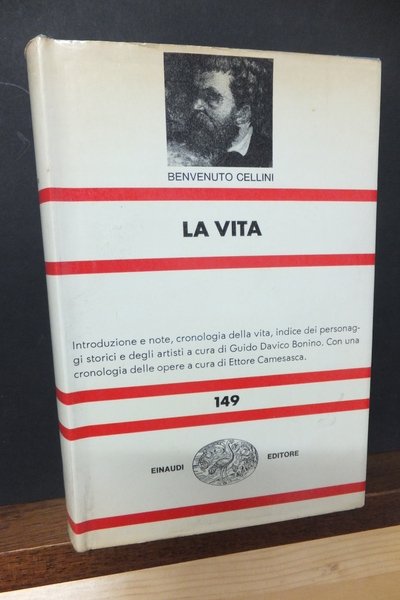 BENVENUTO CELLINI
LA VITA
Introduzione e note, cronologia della vita, indice dei personag-
gi storici e degli artisti a cura di Guido Davico Bonino. Con una
cronologia delle opere a cura di Ettore Camesasca.
149
EINAUDI EDITORE